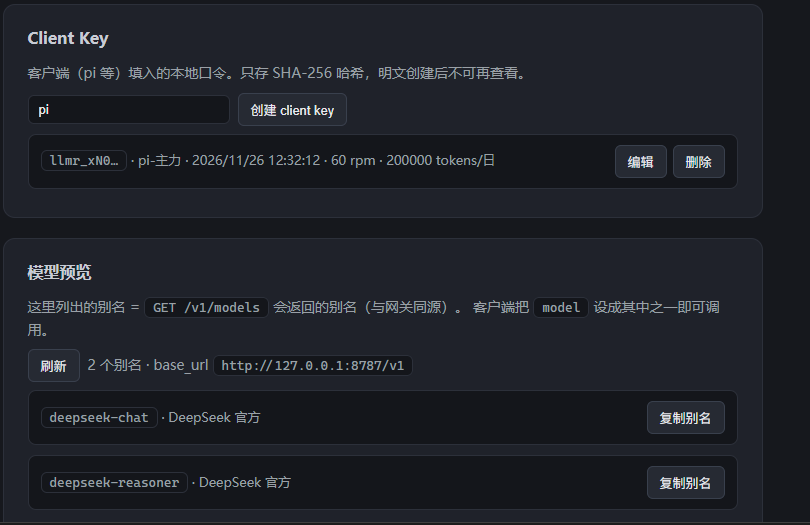 Client Key
客户端（pi 等）填入的本地口令。只存 SHA-256 哈希，明文创建后不可再查看。
pi 创建 client key
llmr_xN0… · pi-主力 · 2026/11/26 12:32:12 · 60 rpm · 200000 tokens/日 编辑 删除
模型预览
这里列出的别名 = GET /v1/models 会返回的别名（与网关同源）。 客户端把 model 设成其中之一即可调
用。
刷新 2 个别名 · base_url http://127.0.0.1:8787/v1
deepseek-chat · DeepSeek 官方 复制别名
deepseek-reasoner · DeepSeek 官方 复制别名